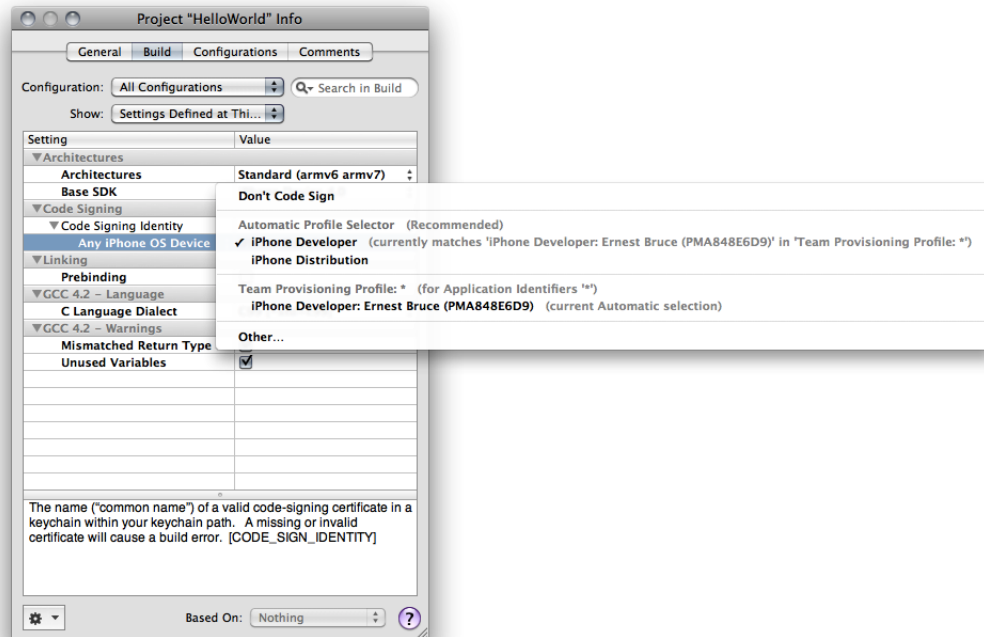 Project “HelloWorld” Info
General Build Configurations Comments
Configuration: All Configurations Search in Build
Show: Settings Defined at Thi...
Setting Value
Architectures
Architectures Standard (armv6 armv7)
Base SDK
Don't Code Sign
Code Signing
Automatic Profile Selector (Recommended)
Code Signing Identity
Any iPhone OS Device
✓ iPhone Developer (currently matches 'iPhone Developer: Ernest Bruce (PMA848E6D9)' in 'Team Provisioning Profile: *')
iPhone Distribution
Linking
Prebinding
Team Provisioning Profile: * (for Application Identifiers '*')
GCC 4.2 – Language
iPhone Developer: Ernest Bruce (PMA848E6D9) (current Automatic selection)
C Language Dialect
GCC 4.2 – Warnings
Other...
Mismatched Return Type
Unused Variables
The name (“common name”) of a valid code-signing certificate in a
keychain within your keychain path. A missing or invalid
certificate will cause a build error. [CODE_SIGN_IDENTITY]
Based On: Nothing ?